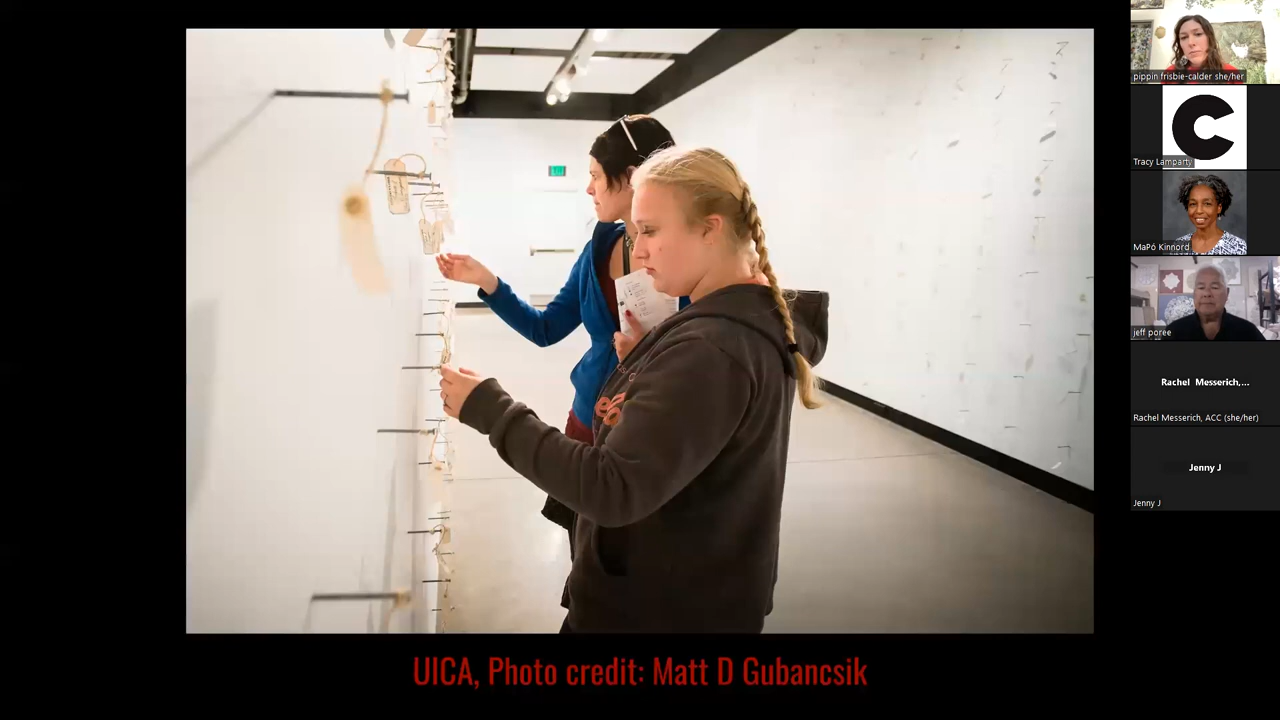 UICA, Photo credit: Matt D Gubancsik
pippin frisbie-calder she/her
Tracy Lamparty
MaPó Kinnord
jeff poree
Rachel Messerich,...
Rachel Messerich, ACC (she/her)
Jenny J
Jenny J